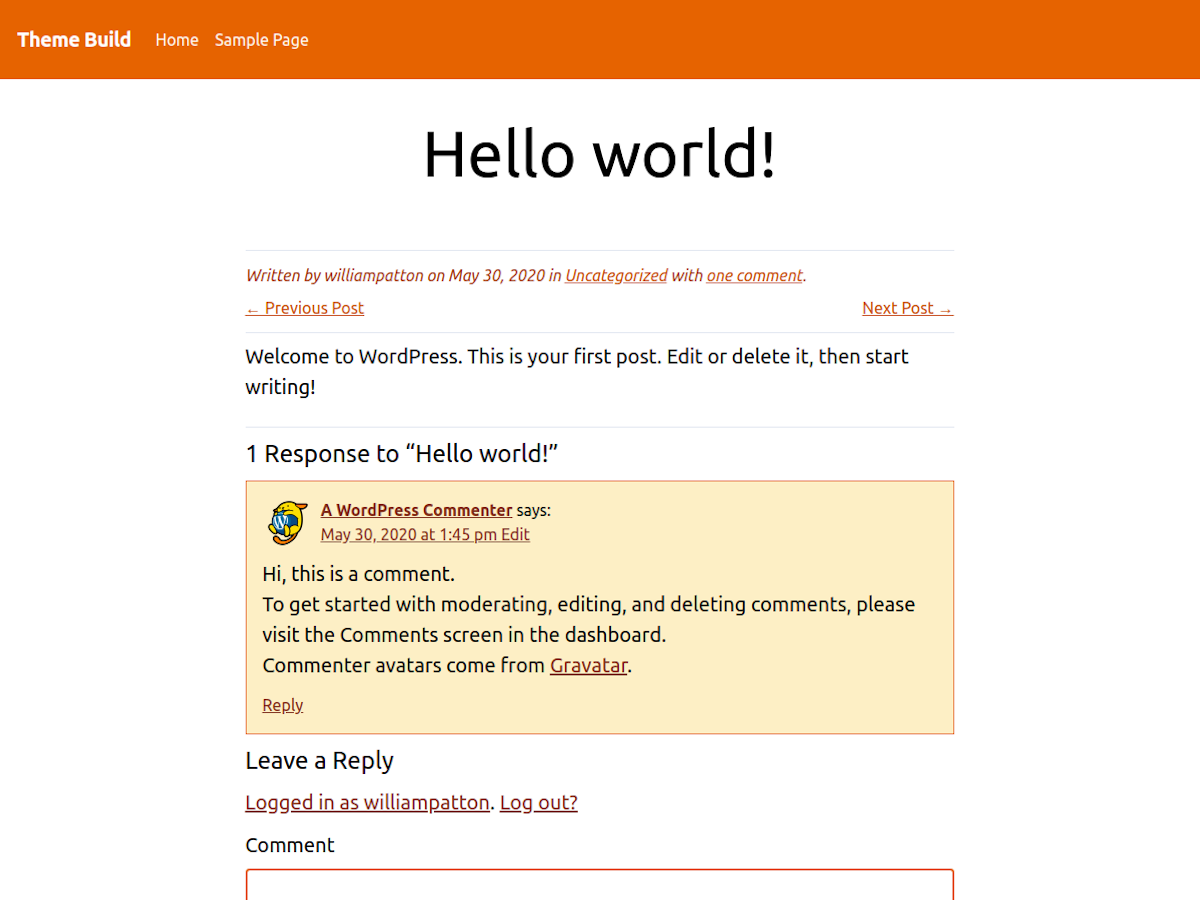 Theme Build Home Sample Page
Hello world!
Written by williampatton on May 30, 2020 in Uncategorized with one comment.
← Previous Post Next Post →
Welcome to WordPress. This is your first post. Edit or delete it, then start
writing!
1 Response to “Hello world!”
A WordPress Commenter says:
May 30, 2020 at 1:45 pm Edit
Hi, this is a comment.
To get started with moderating, editing, and deleting comments, please
visit the Comments screen in the dashboard.
Commenter avatars come from Gravatar.
Reply
Leave a Reply
Logged in as williampatton. Log out?
Comment